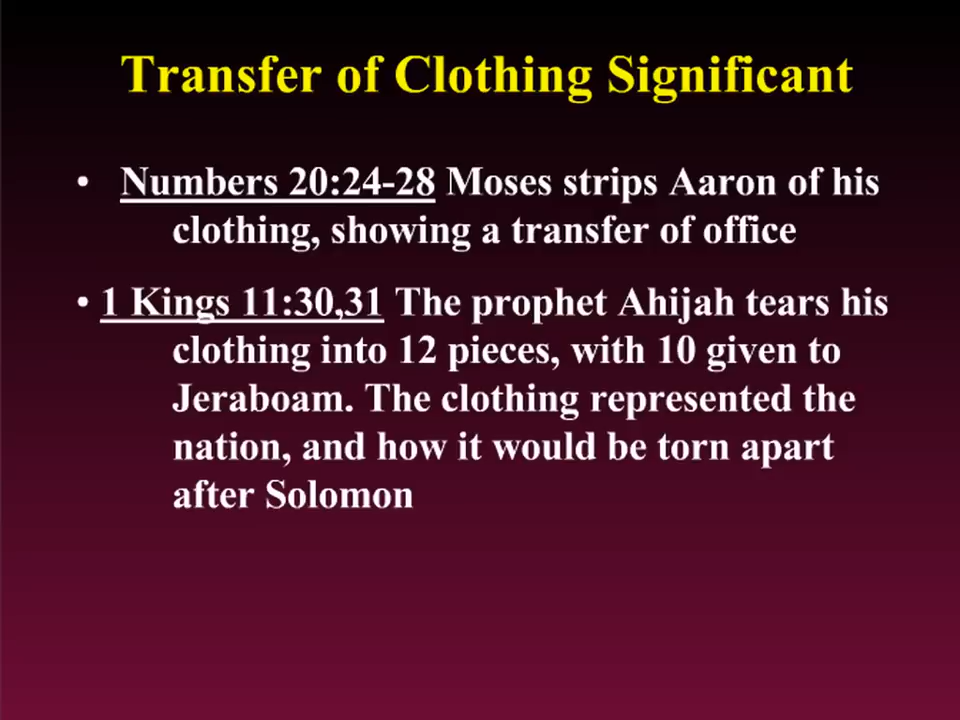 Transfer of Clothing Significant
• Numbers 20:24-28 Moses strips Aaron of his
clothing, showing a transfer of office
• 1 Kings 11:30,31 The prophet Ahijah tears his
clothing into 12 pieces, with 10 given to
Jeraboam. The clothing represented the
nation, and how it would be torn apart
after Solomon